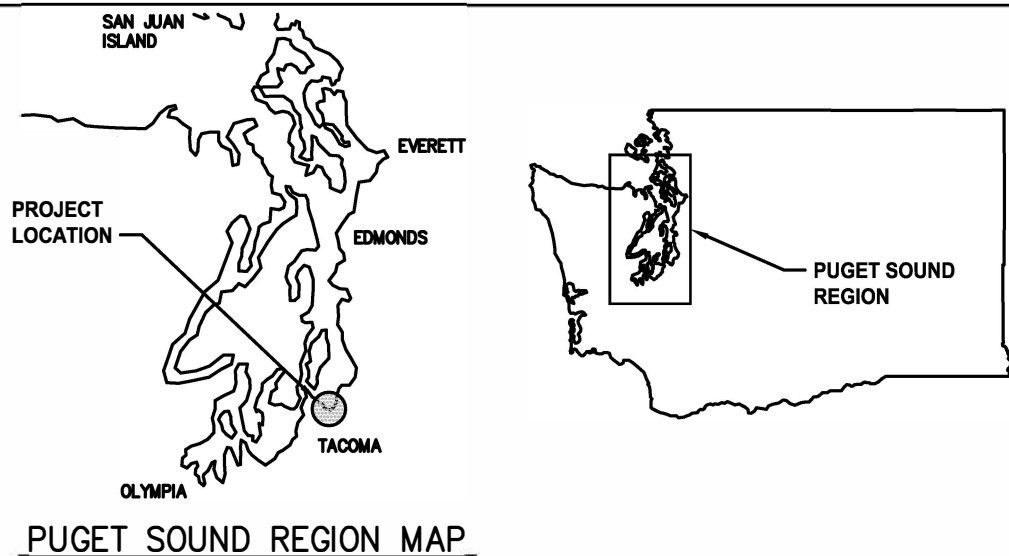 SAN JUAN
ISLAND
EVERETT
PROJECT
LOCATION
EDMONDS
TACOMA
OLYMPIA
PUGET SOUND REGION MAP
PUGET SOUND
REGION